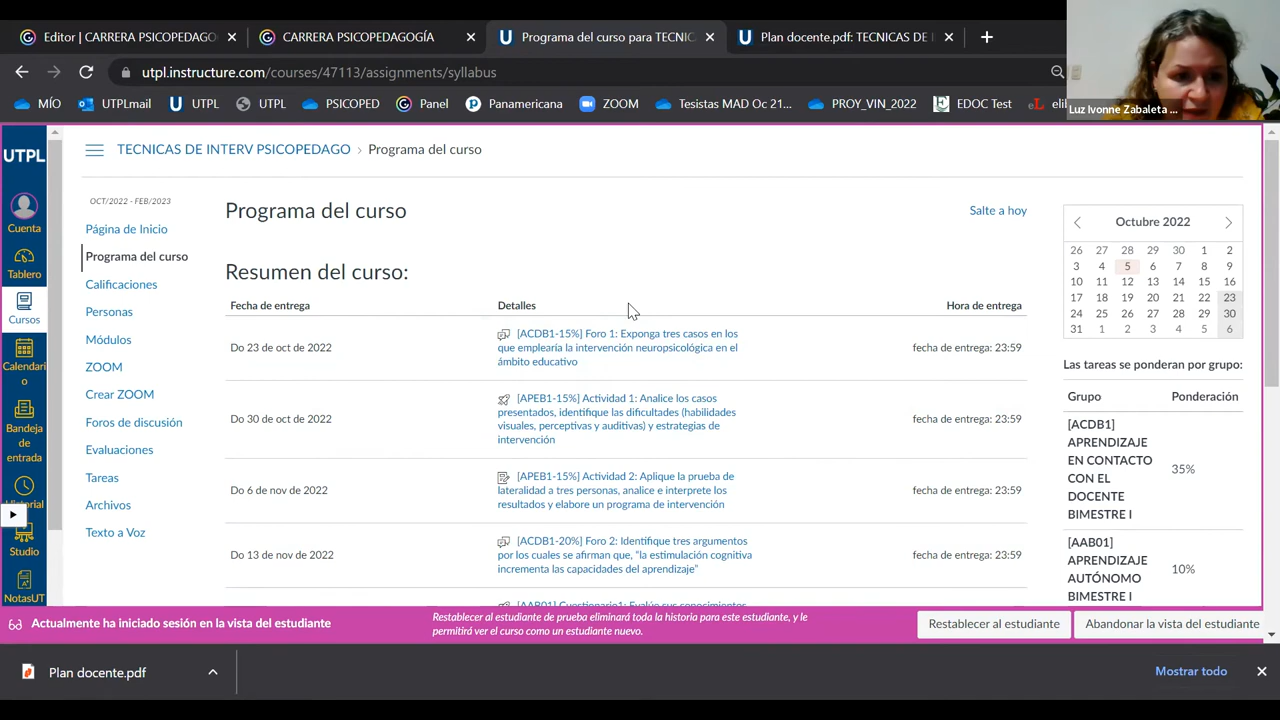 Editor | CARRERA PSICOPEDAGO
CARRERA PSICOPEDAGOGÍA
Programa del curso para TECNIC
Plan docente.pdf: TECNICAS DE I
utpl.instructure.com/courses/47113/assignments/syllabus
MÍO
UTPLmail
UTPL
UTPL
PSICOPED
Panel
Panamericana
ZOOM
Tesistas MAD Oc 21...
PROY_VIN_2022
EDOC Test
Luz Ivonne Zabaleta ...
UTPL
Cuenta
Tablero
Cursos
Calendari
o
Bandeja
de
entrada
Historial
Studio
NotasUT
TECNICAS DE INTERV PSICOPEDAGO > Programa del curso
OCT/2022 - FEB/2023
Página de Inicio
Programa del curso
Calificaciones
Personas
Módulos
ZOOM
Crear ZOOM
Foros de discusión
Evaluaciones
Tareas
Archivos
Texto a Voz
Programa del curso
Salte a hoy
Resumen del curso:
Fecha de entrega Detalles Hora de entrega
Do 23 de oct de 2022
[ACDB1-15%] Foro 1: Exponga tres casos en los
que emplearía la intervención neuropsicológica en el
ámbito educativo
fecha de entrega: 23:59
Do 30 de oct de 2022
[APEB1-15%] Actividad 1: Analice los casos
presentados, identifique las dificultades (habilidades
visuales, perceptivas y auditivas) y estrategias de
intervención
fecha de entrega: 23:59
Do 6 de nov de 2022
[APEB1-15%] Actividad 2: Aplique la prueba de
lateralidad a tres personas, analice e interprete los
resultados y elabore un programa de intervención
fecha de entrega: 23:59
Do 13 de nov de 2022
[ACDB1-20%] Foro 2: Identifique tres argumentos
por los cuales se afirman que, "la estimulación cognitiva
incrementa las capacidades del aprendizaje"
fecha de entrega: 23:59
[AAB01] Cuestionario1: Evalúe sus conocimientos
Octubre 2022
26 27 28 29 30 1 2
3 4 5 6 7 8 9
10 11 12 13 14 15 16
17 18 19 20 21 22 23
24 25 26 27 28 29 30
31 1 2 3 4 5 6
Las tareas se ponderan por grupo:
Grupo Ponderación
[ACDB1]
APRENDIZAJE
EN CONTACTO
CON EL
DOCENTE
BIMESTRE I
35%
[AAB01]
APRENDIZAJE
AUTÓNOMO
BIMESTRE I
10%
Actualmente ha iniciado sesión en la vista del estudiante
Restablecer al estudiante de prueba eliminará toda la historia para este estudiante, y le
permitirá ver el curso como un estudiante nuevo.
Restablecer al estudiante
Abandonar la vista del estudiante
Plan docente.pdf
Mostrar todo